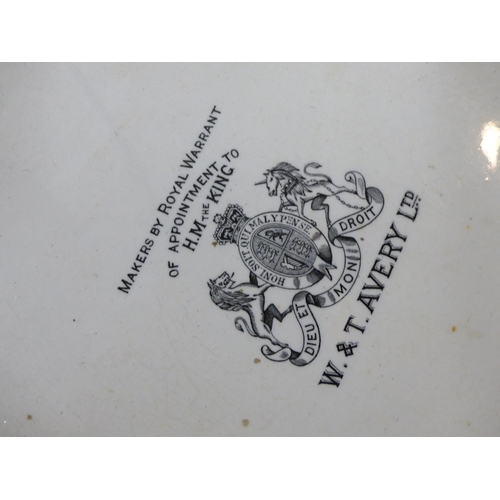 MAKERS BY ROYAL WARRANT
OF APPOINTMENT TO
H.M THE KING
HONI. SOIT QUI MAL Y PENSE
DIEU ET MON DROIT
W. & T. AVERY LTD